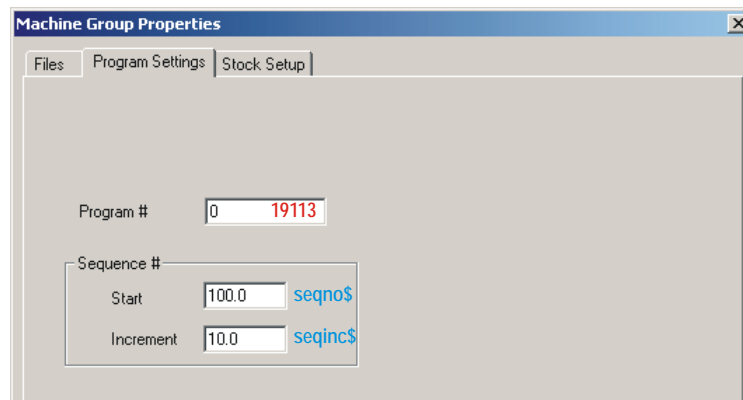 Machine Group Properties
Files Program Settings Stock Setup
Program # 0 19113
Sequence #
Start 100.0 seqno$
Increment 10.0 seqinc$